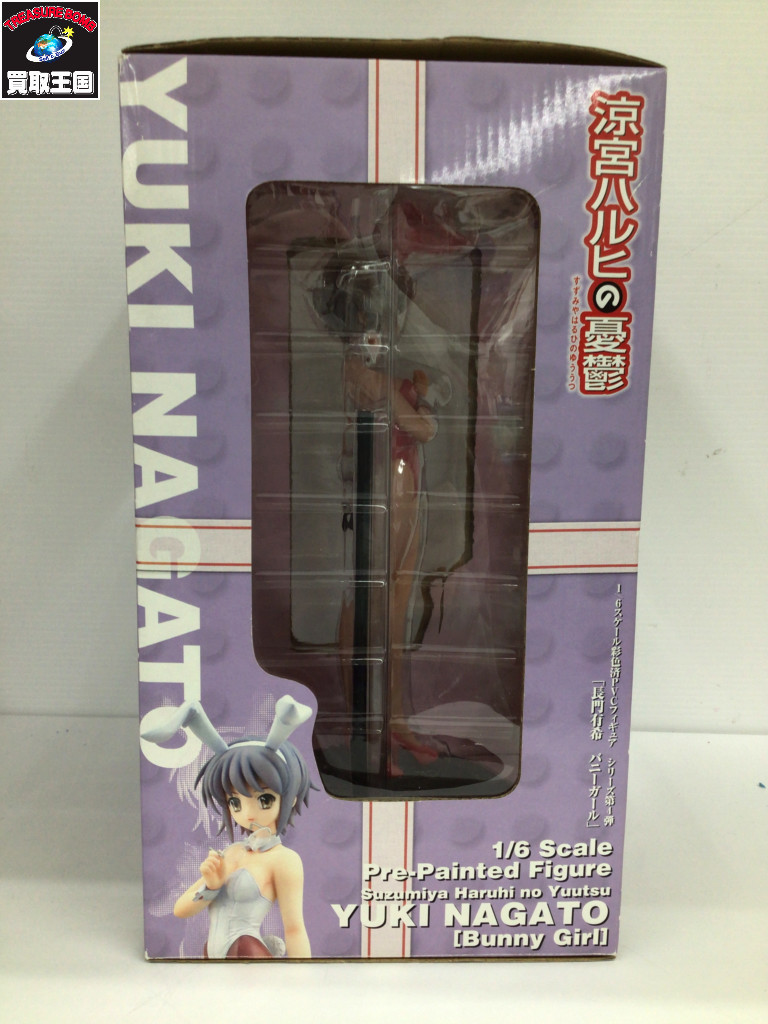 TREASURE BOMB
買取王国
YUKI NAGATO
涼宮ハルヒの憂鬱
すずみやはるひのゆううつ
1/6スケール彩色済PVCフィギュア シリーズ第4弾
「長門有希 バニーガール」
1/6 Scale
Pre-Painted Figure
Suzumiya Haruhi no Yuutsu
YUKI NAGATO
[Bunny Girl]